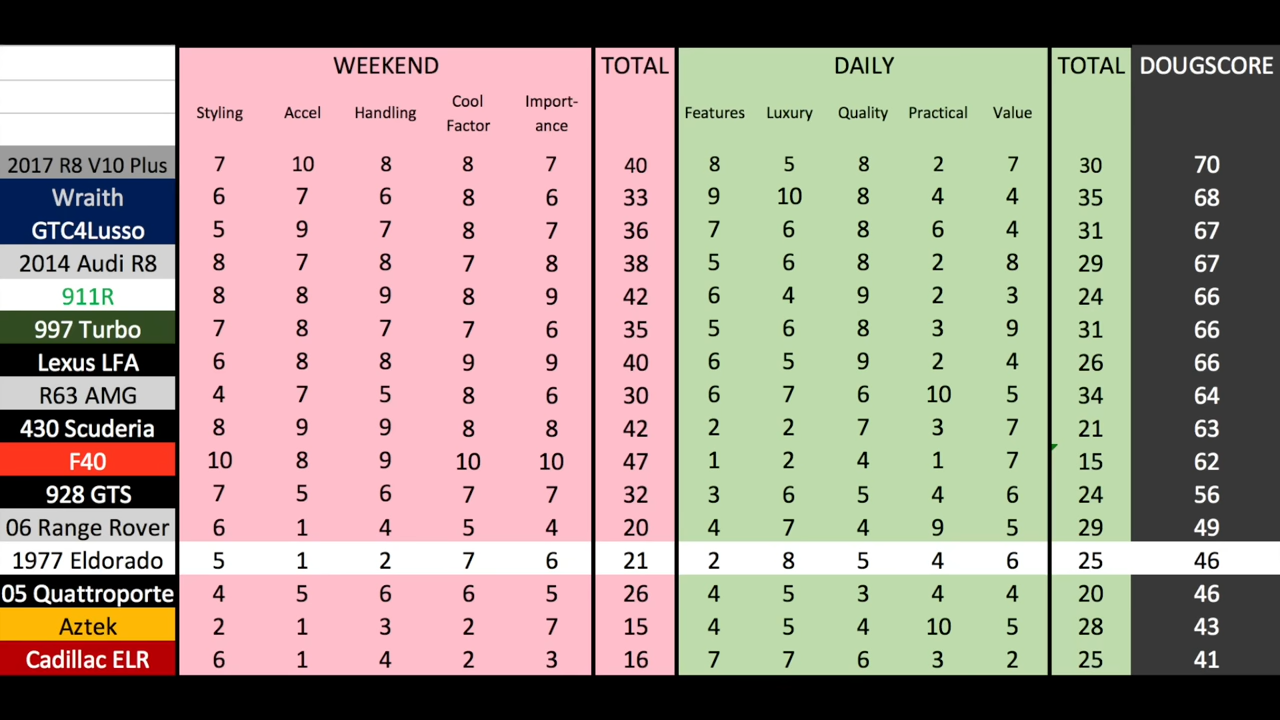 WEEKEND TOTAL DAILY TOTAL DOUGSCORE
Styling Accel Handling Cool Factor Import-ance Features Luxury Quality Practical Value
2017 R8 V10 Plus 7 10 8 8 7 40 8 5 8 2 7 30 70
Wraith 6 7 6 8 6 33 9 10 8 4 4 35 68
GTC4Lusso 5 9 7 8 7 36 7 6 8 6 4 31 67
2014 Audi R8 8 7 8 7 8 38 5 6 8 2 8 29 67
911R 8 8 9 8 9 42 6 4 9 2 3 24 66
997 Turbo 7 8 7 7 6 35 5 6 8 3 9 31 66
Lexus LFA 6 8 8 9 9 40 6 5 9 2 4 26 66
R63 AMG 4 7 5 8 6 30 6 7 6 10 5 34 64
430 Scuderia 8 9 9 8 8 42 2 2 7 3 7 21 63
F40 10 8 9 10 10 47 1 2 4 1 7 15 62
928 GTS 7 5 6 7 7 32 3 6 5 4 6 24 56
06 Range Rover 6 1 4 5 4 20 4 7 4 9 5 29 49
1977 Eldorado 5 1 2 7 6 21 2 8 5 4 6 25 46
05 Quattroporte 4 5 6 6 5 26 4 5 3 4 4 20 46
Aztek 2 1 3 2 7 15 4 5 4 10 5 28 43
Cadillac ELR 6 1 4 2 3 16 7 7 6 3 2 25 41